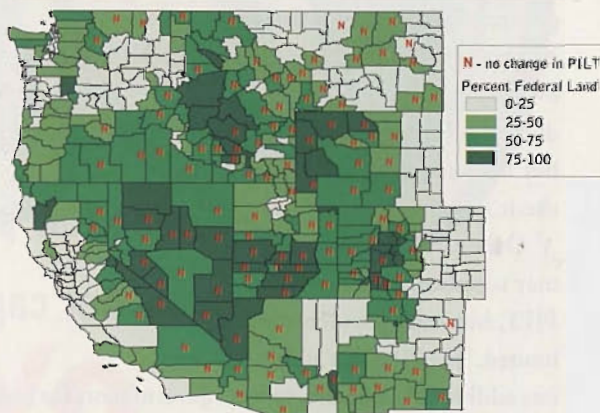 N - no change in PILT
Percent Federal Land
0-25
25-50
50-75
75-100